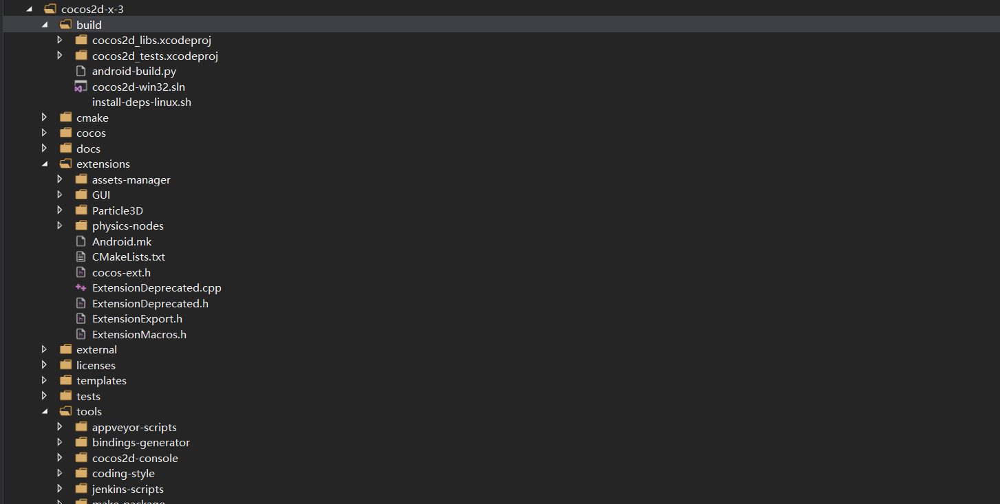 cocos2d-x-3
build
cocos2d_libs.xcodeproj
cocos2d_tests.xcodeproj
android-build.py
cocos2d-win32.sln
install-deps-linux.sh
cmake
cocos
docs
extensions
assets-manager
GUI
Particle3D
physics-nodes
Android.mk
CMakeLists.txt
cocos-ext.h
ExtensionDeprecated.cpp
ExtensionDeprecated.h
ExtensionExport.h
ExtensionMacros.h
external
licenses
templates
tests
tools
appveyor-scripts
bindings-generator
cocos2d-console
coding-style
jenkins-scripts
make-package